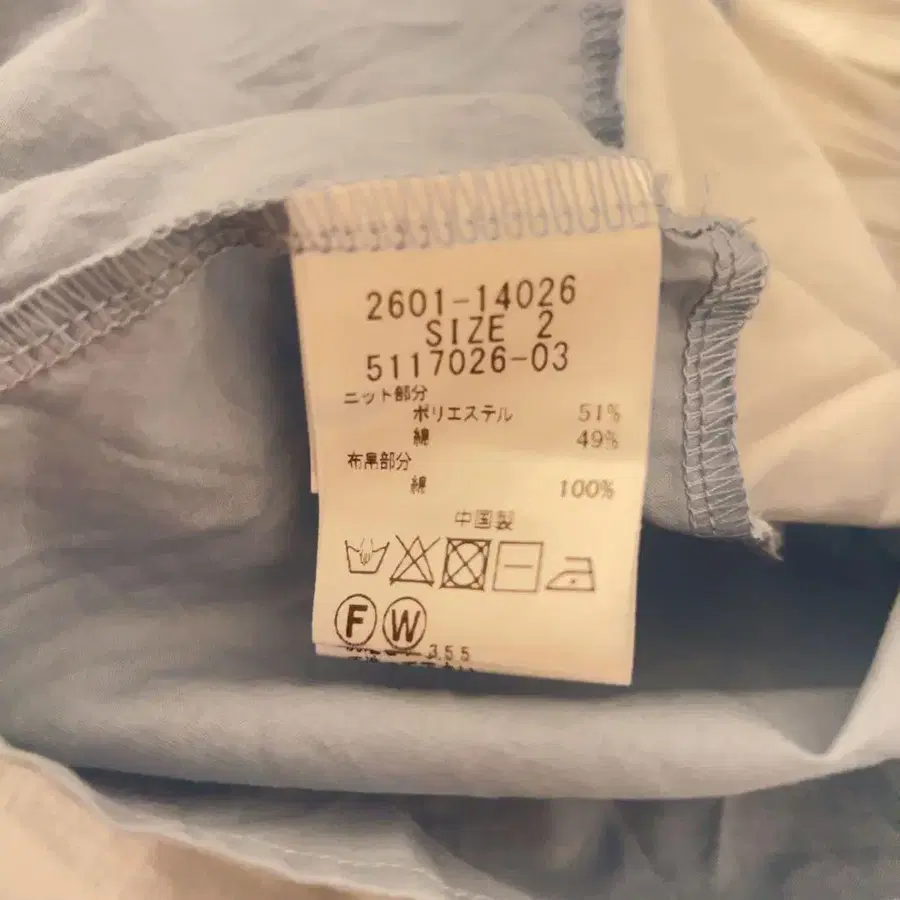 2601-14026
SIZE 2
5117026-03
ニット部分
ポリエステル 51%
綿 49%
布帛部分
綿 100%
中国製
F W
355